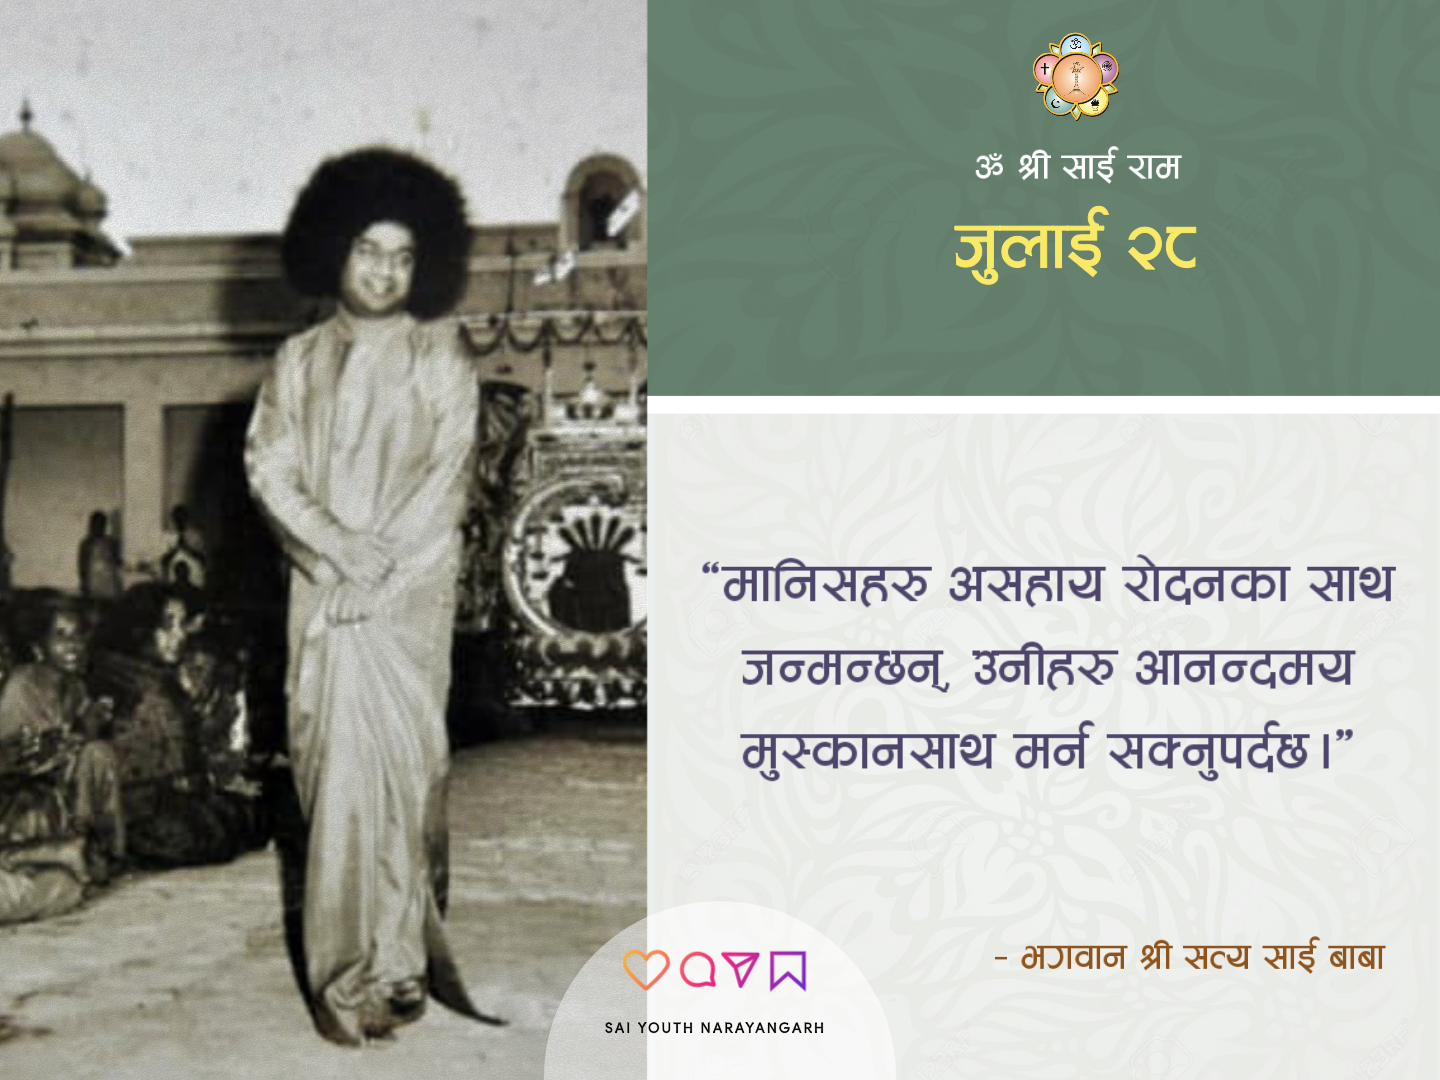 ॐ श्री साई राम
जुलाई २८
“मानिसहरु असहाय रोदनका साथ
जन्मन्छन्, उनीहरु आनन्दमय
मुस्कानसाथ मर्न सक्नुपर्दछ।”
- भगवान श्री सत्य साई बाबा
SAI YOUTH NARAYANGARH